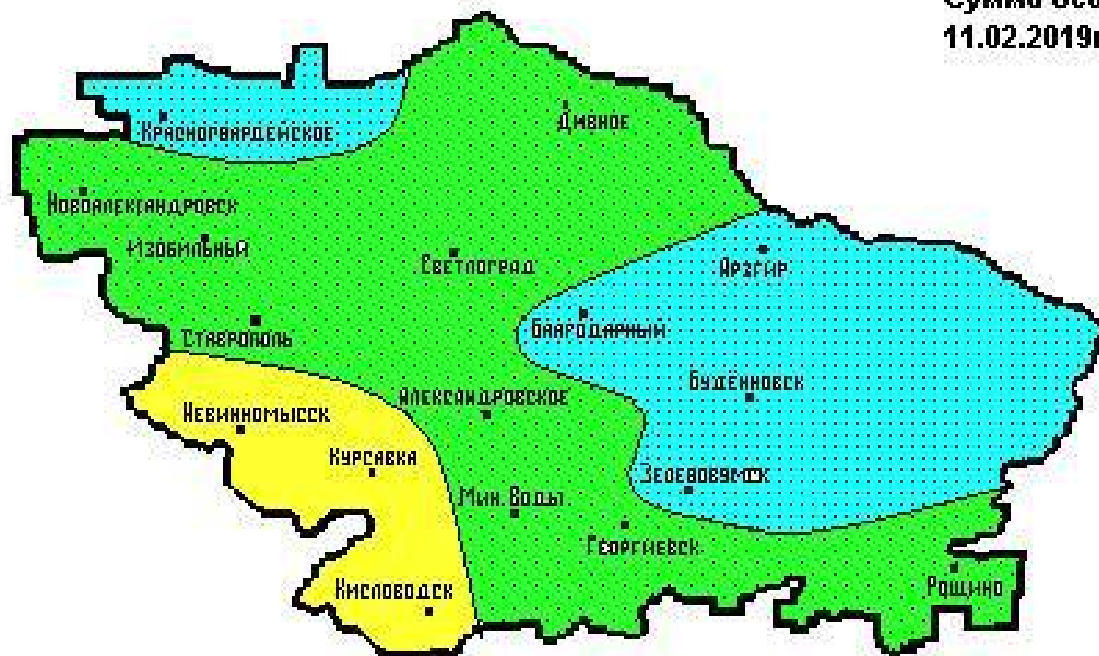 11.02.2019г
Красногвардейское
Дивное
Новоалександровск
Изобильный
Светлоград
Арзгир
Благодарный
Ставрополь
Будённовск
Александровское
Невинномысск
Курсавка
Мин. Воды
Георгиевск
Рощино
Кисловодск